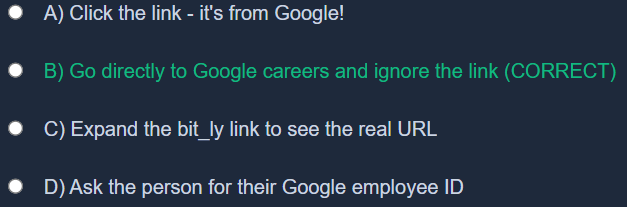 A) Click the link - it's from Google!
B) Go directly to Google careers and ignore the link (CORRECT)
C) Expand the bit_ly link to see the real URL
D) Ask the person for their Google employee ID